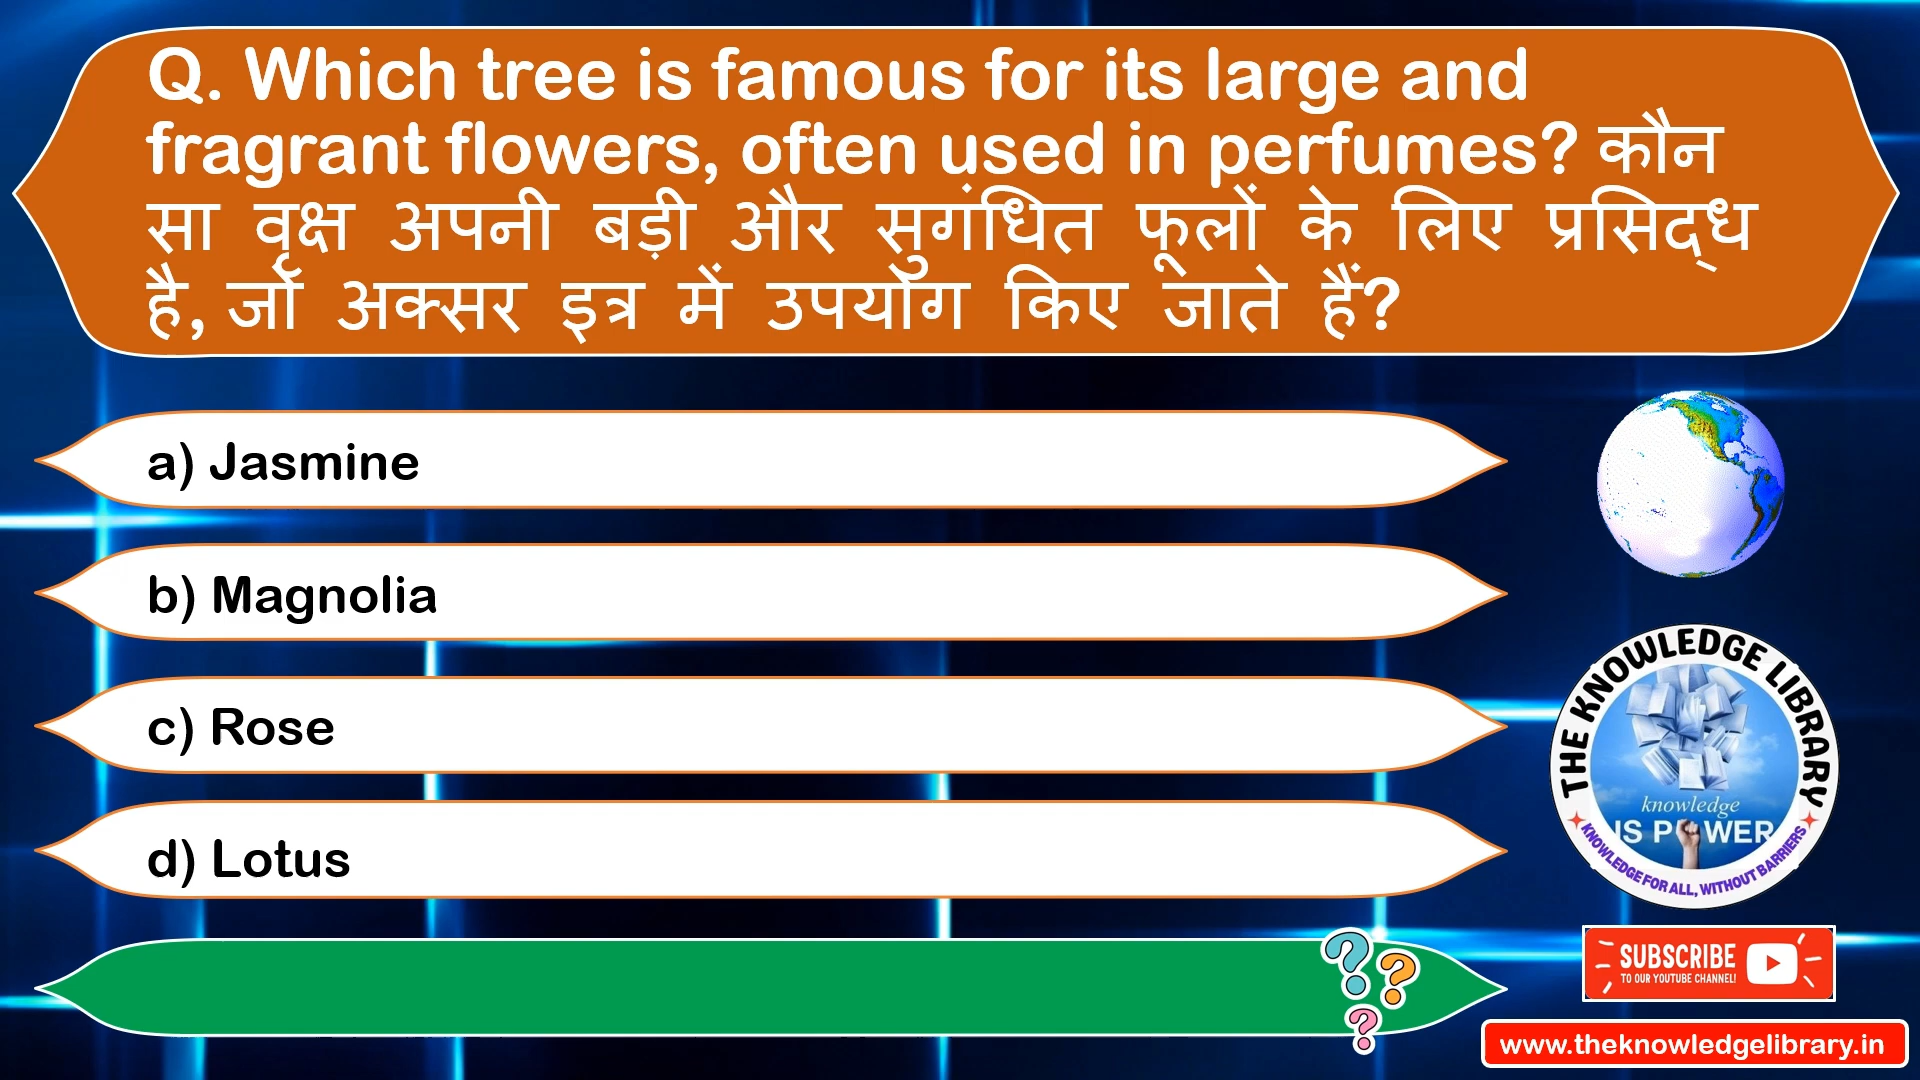 Q. Which tree is famous for its large and
fragrant flowers, often used in perfumes? कौन
सा वृक्ष अपनी बड़ी और सुगंधित फूलों के लिए प्रसिद्ध
है, जो अक्सर इत्र में उपयोग किए जाते हैं?
a) Jasmine
b) Magnolia
c) Rose
d) Lotus
THE KNOWLEDGE LIBRARY
knowledge
IS POWER
KNOWLEDGE FOR ALL, WITHOUT BARRIERS
SUBSCRIBE
TO OUR YOUTUBE CHANNEL!
www.theknowledgelibrary.in